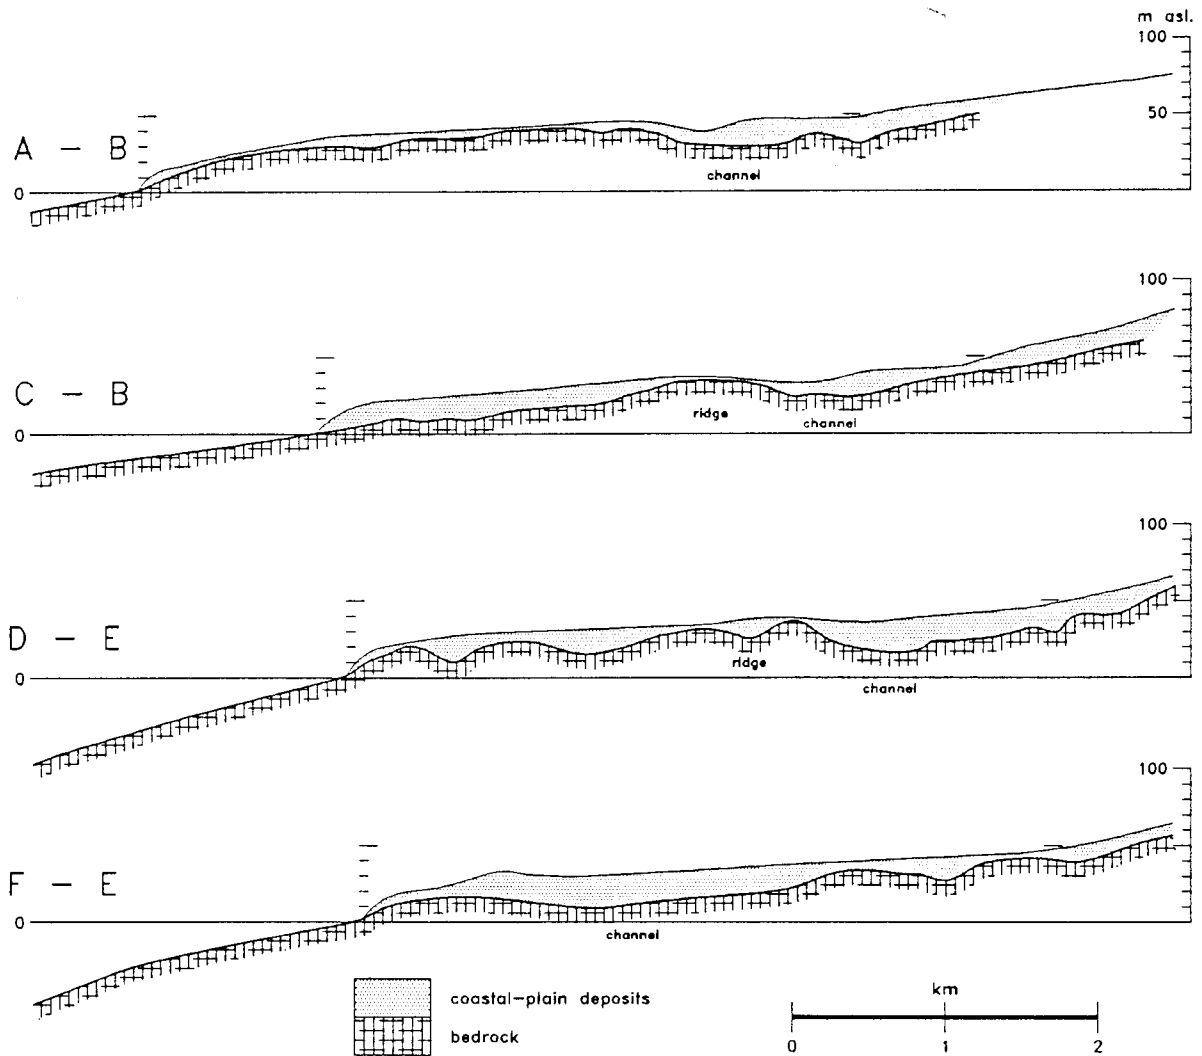 m asl.
100
50
A - B
0
channel
100
C - B
0
ridge
channel
100
D - E
0
ridge
channel
100
F - E
0
channel
coastal-plain deposits
bedrock
km
0 1 2